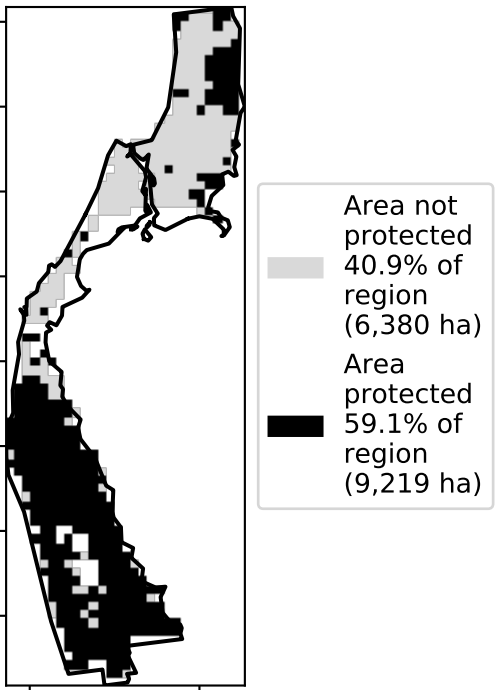 Area not
protected
40.9% of
region
(6,380 ha)
Area
protected
59.1% of
region
(9,219 ha)